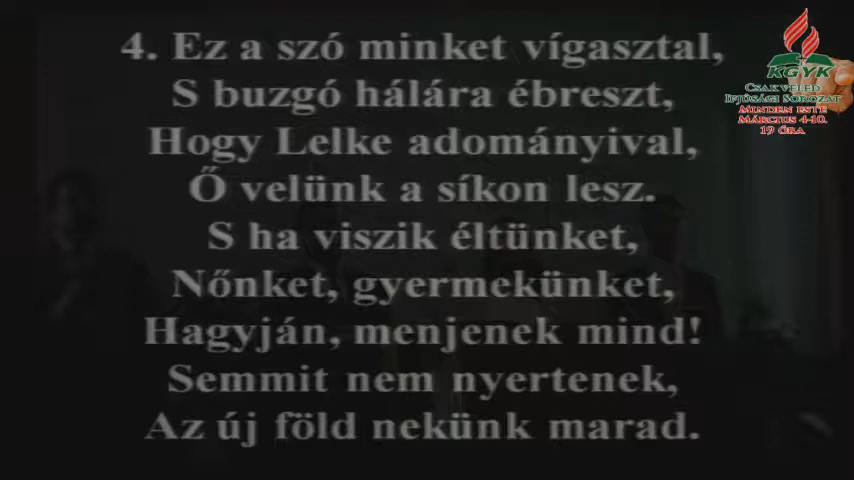 4. Ez a szó minket vígasztal,
S buzgó hálára ébreszt,
Hogy Lelke adományival,
Ő velünk a síkon lesz.
S ha viszik éltünket,
Nőnket, gyermekünket,
Hagyján, menjenek mind!
Semmit nem nyertenek,
Az új föld nekünk marad.
KGYK
Csak veled
Ifjúsági Sorozat
Minden este
Március 4-10.
19 óra